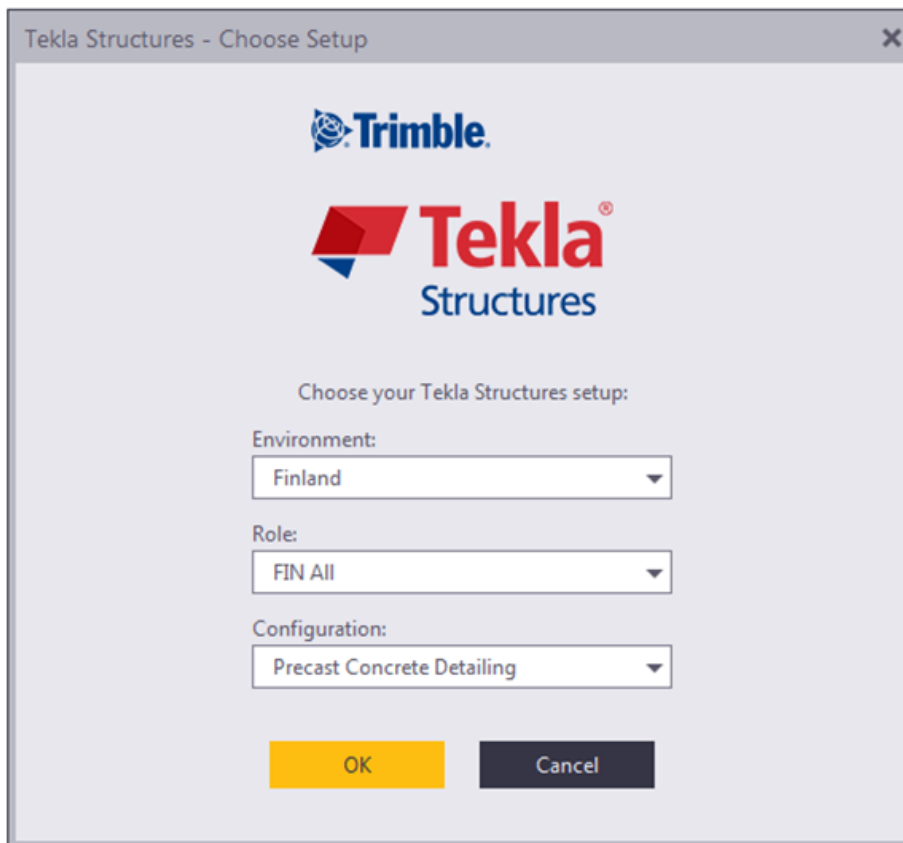 Tekla Structures - Choose Setup
Trimble.
Tekla®
Structures
Choose your Tekla Structures setup:
Environment:
Finland
Role:
FIN All
Configuration:
Precast Concrete Detailing
OK Cancel